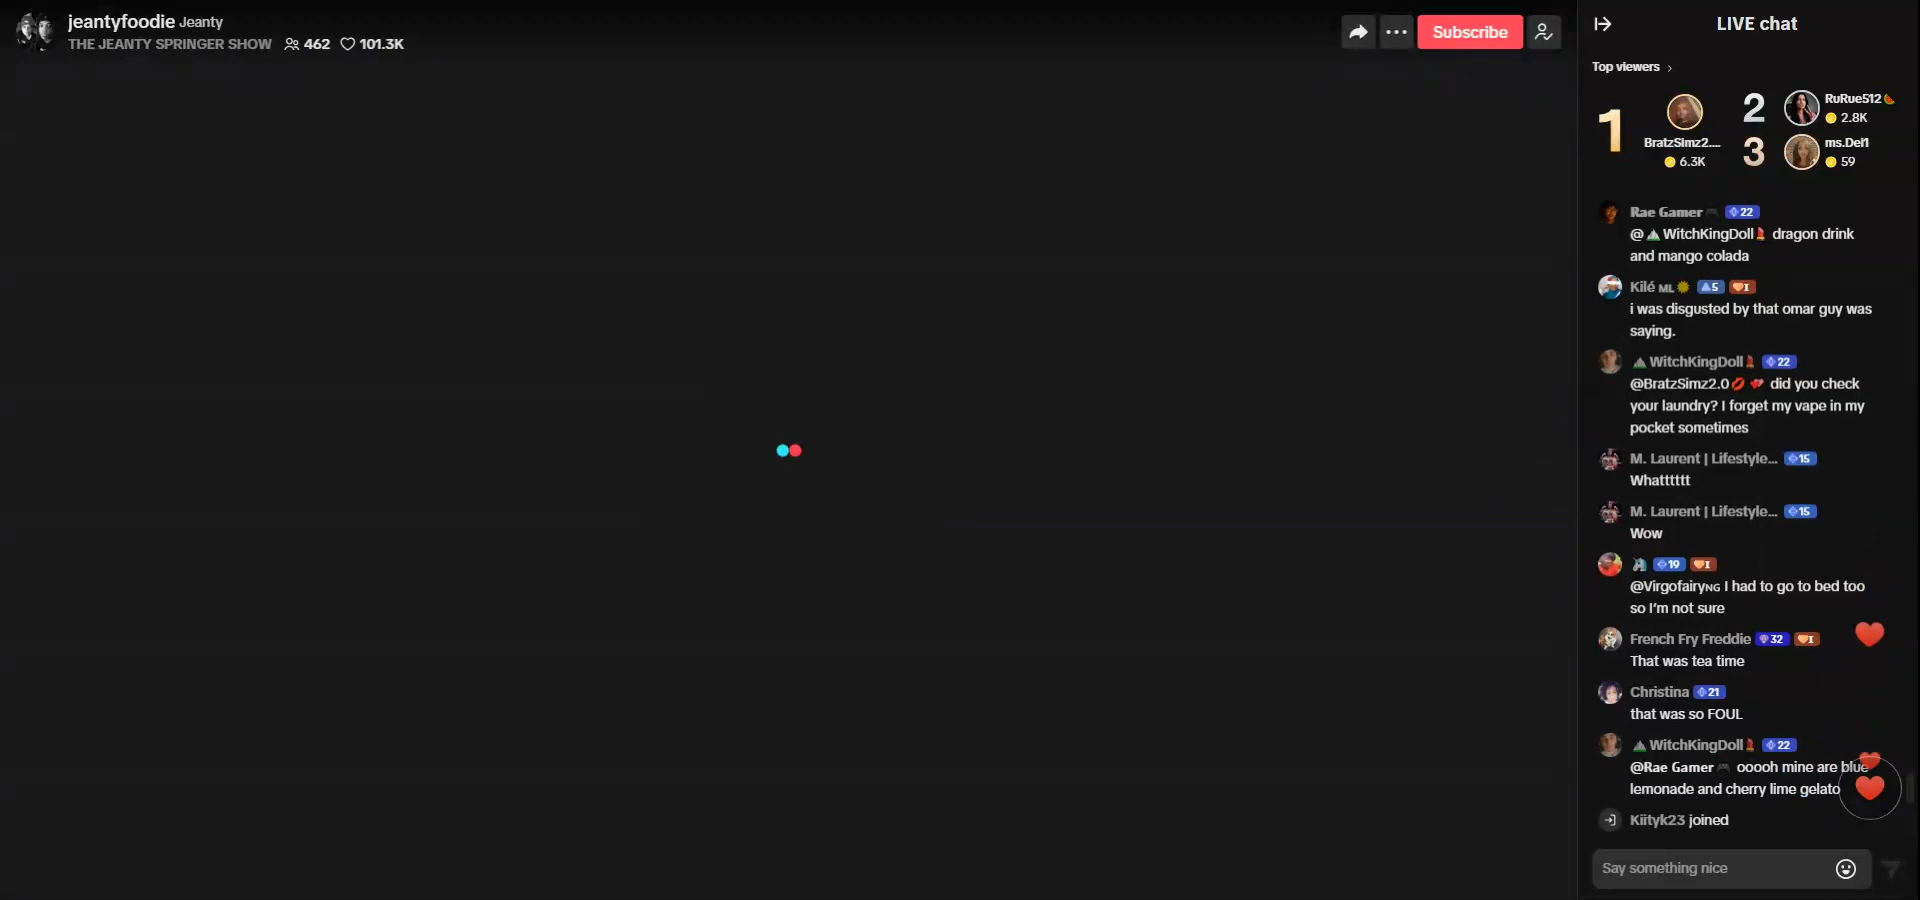 jeantyfoodie Jeanty
THE JEANTY SPRINGER SHOW 462 101.3K
Subscribe
LIVE chat
Top viewers >
1
BratzSimz2....
6.3K
2
RuRue512🍉
2.8K
3
ms.Del1
59
Rae Gamer🎮 22
@⛰️WitchKingDoll💄 dragon drink
and mango colada
Kilé ML 5 I
i was disgusted by that omar guy was
saying.
⛰️WitchKingDoll💄 22
@BratzSimz2.0💋 💔 did you check
your laundry? I forget my vape in my
pocket sometimes
M. Laurent | Lifestyle... 15
Whatttttt
M. Laurent | Lifestyle... 15
Wow
🦄 19 I
@VirgofairyNG I had to go to bed too
so I'm not sure
French Fry Freddie 32 I
That was tea time
Christina 21
that was so FOUL
⛰️WitchKingDoll💄 22
@Rae Gamer🎮 ooooh mine are blue
lemonade and cherry lime gelato
Kiityk23 joined
Say something nice